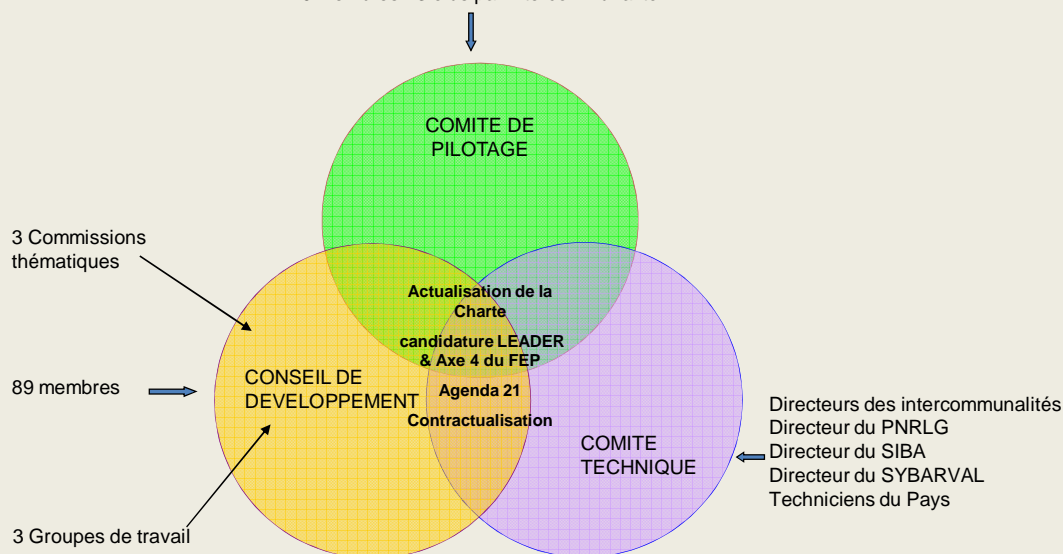 COMITE DE
PILOTAGE
3 Commissions
thématiques
Actualisation de la
Charte
candidature LEADER
& Axe 4 du FEP
89 membres
CONSEIL DE
DEVELOPPEMENT
Agenda 21
Contractualisation
COMITE
TECHNIQUE
Directeurs des intercommunalités
Directeur du PNRLG
Directeur du SIBA
Directeur du SYBARVAL
Techniciens du Pays
3 Groupes de travail